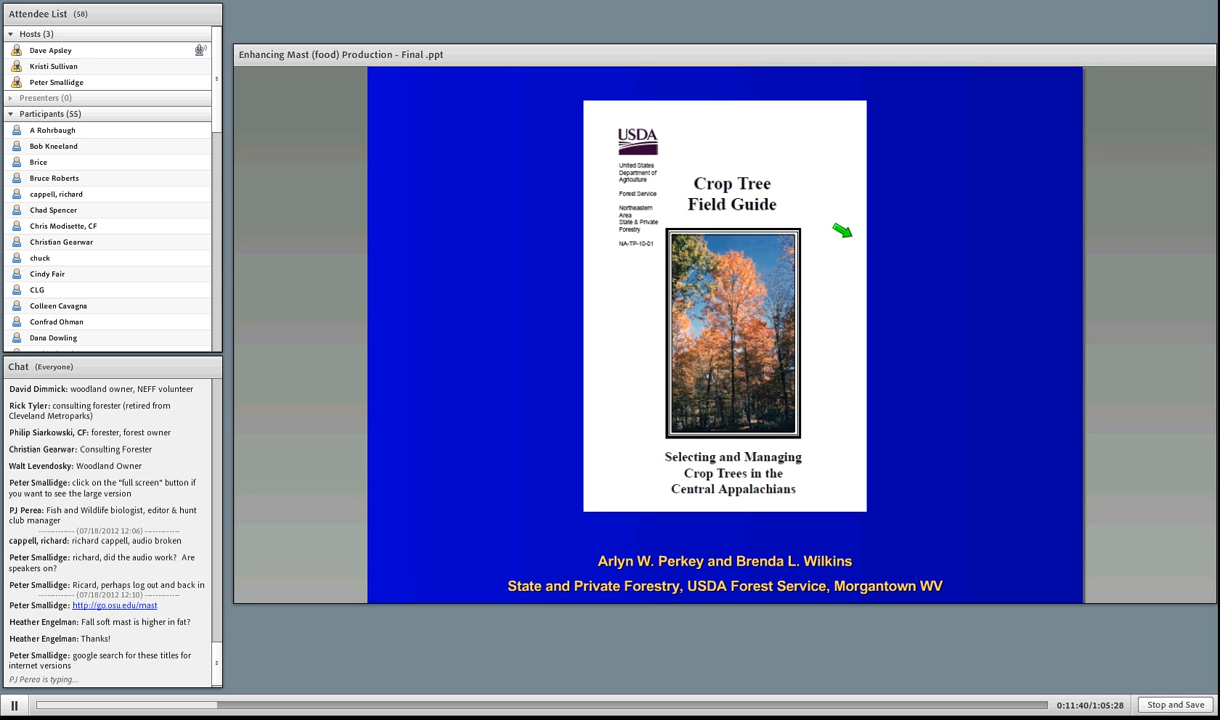 Attendee List (58)
Hosts (3)
Dave Apsley
Kristi Sullivan
Peter Smallidge
Presenters (0)
Participants (55)
A Rohrbaugh
Bob Kneeland
Brice
Bruce Roberts
cappell, richard
Chad Spencer
Chris Modisette, CF
Christian Gearwar
chuck
Cindy Fair
CLG
Colleen Cavagna
Confrad Ohman
Dana Dowling
Chat (Everyone)
David Dimmick: woodland owner, NEFF volunteer
Rick Tyler: consulting forester (retired from
Cleveland Metroparks)
Philip Siarkowski, CF: forester, forest owner
Christian Gearwar: Consulting Forester
Walt Levendosky: Woodland Owner
Peter Smallidge: click on the "full screen" button if
you want to see the large version
PJ Perea: Fish and Wildlife biologist, editor & hunt
club manager
------------- (07/18/2012 12:06) -------------
cappell, richard: richard cappell, audio broken
Peter Smallidge: richard, did the audio work? Are
speakers on?
Peter Smallidge: Ricard, perhaps log out and back in
------------- (07/18/2012 12:10) -------------
Peter Smallidge: http://go.osu.edu/mast
Heather Engelman: Fall soft mast is higher in fat?
Heather Engelman: Thanks!
Peter Smallidge: google search for these titles for
internet versions
PJ Perea is typing...
Enhancing Mast (food) Production - Final .ppt
USDA
United States
Department of
Agriculture
Forest Service
Northeastern
Area
State & Private
Forestry
NA-TP-10-01
Crop Tree
Field Guide
Selecting and Managing
Crop Trees in the
Central Appalachians
Arlyn W. Perkey and Brenda L. Wilkins
State and Private Forestry, USDA Forest Service, Morgantown WV
0:11:40/1:05:28
Stop and Save